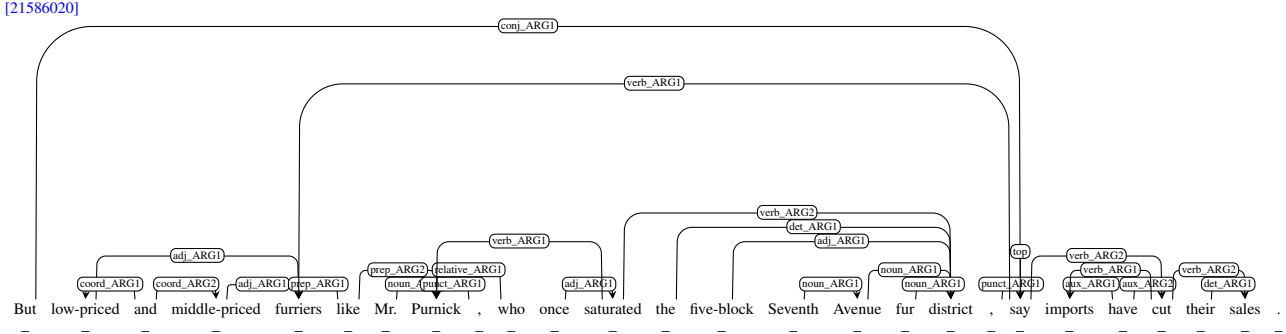 [21586020]
conj_ARG1
verb_ARG1
verb_ARG2
det_ARG1
verb_ARG1 adj_ARG1
adj_ARG1 top verb_ARG2
prep_ARG2 relative_ARG1 noun_ARG1 verb_ARG1 verb_ARG2
coord_ARG1 coord_ARG2 adj_ARG1 prep_ARG1 punct_ARG1 adj_ARG1 noun_ARG1 noun_ARG1 punct_ARG1 aux_ARG1 aux_ARG2 det_ARG1
But low-priced and middle-priced furriers like Mr. Purnick , who once saturated the five-block Seventh Avenue fur district , say imports have cut their sales .